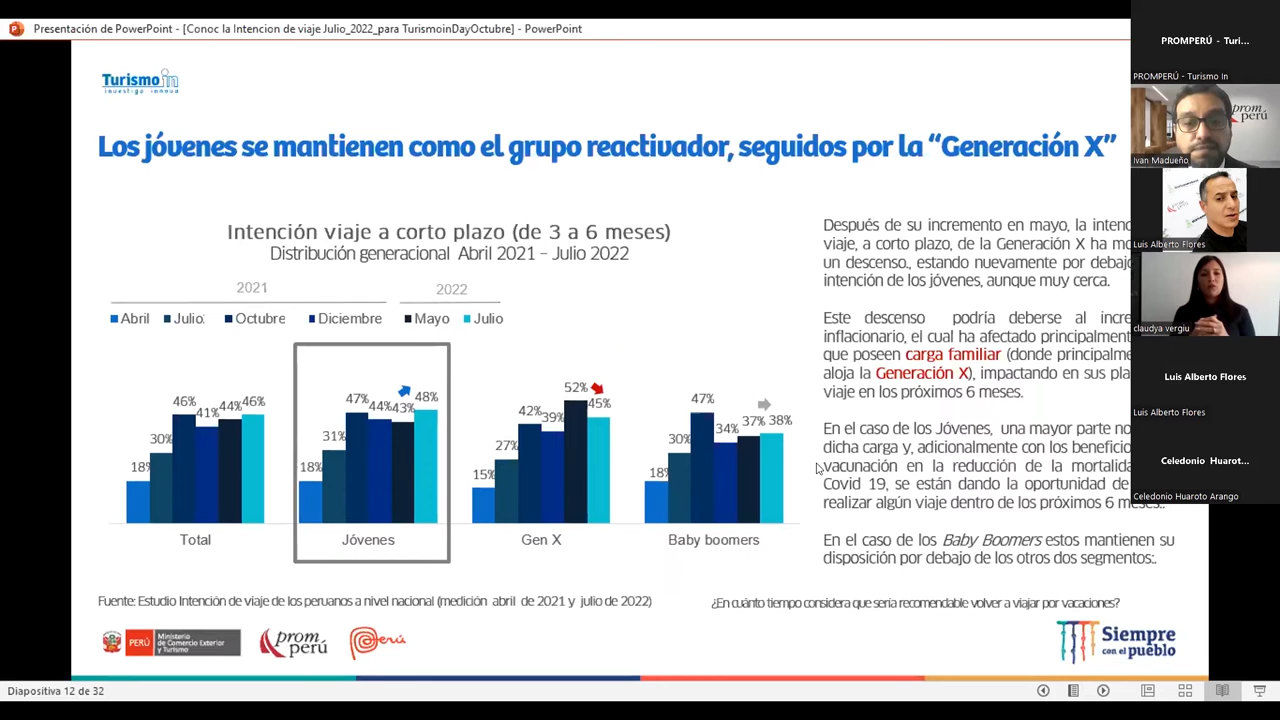 Presentación de PowerPoint - [Conoc la Intencion de viaje Julio_2022_para TurismoinDayOctubre] - PowerPoint
Turismo in
investiga innova
Los jóvenes se mantienen como el grupo reactivador, seguidos por la “Generación X”
Intención viaje a corto plazo (de 3 a 6 meses)
Distribución generacional Abril 2021 – Julio 2022
2021 2022
Abril Julio Octubre Diciembre Mayo Julio
18% 30% 46% 41% 44% 46%
18% 31% 47% 44% 43% 48%
15% 27% 42% 39% 52% 45%
18% 30% 47% 34% 37% 38%
Total Jóvenes Gen X Baby boomers
Después de su incremento en mayo, la
viaje, a corto plazo, de la Generación X ha
un descenso., estando nuevamente por
intención de los jóvenes, aunque muy cerca.
Este descenso podría deberse al
inflacionario, el cual ha afectado
que poseen carga familiar (donde
aloja la Generación X), impactando en sus
viaje en los próximos 6 meses.
En el caso de los Jóvenes, una mayor parte
dicha carga y, adicionalmente con los
vacunación en la reducción de la
Covid 19, se están dando la oportunidad de
realizar algún viaje dentro de los próximos 6 meses..
En el caso de los Baby Boomers estos mantienen su
disposición por debajo de los otros dos segmentos:.
Fuente: Estudio Intención de viaje de los peruanos a nivel nacional (medición abril de 2021 y julio de 2022)
¿En cuánto tiempo considera que sería recomendable volver a viajar por vacaciones?
PERÚ
Ministerio
de Comercio Exterior
y Turismo
prom
perú
Perú
Siempre
con el pueblo
Diapositiva 12 de 32
PROMPERÚ - Turi...
PROMPERÚ - Turismo In
prom
perú
Ivan Madueño
Luis Alberto Flores
claudya vergiu
Luis Alberto Flores
Luis Alberto Flores
Celedonio Huarot...
Celedonio Huaroto Arango